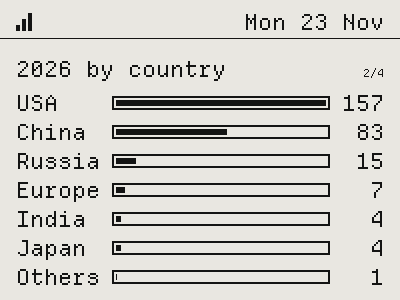 Mon 23 Nov
2026 by country 2/4
USA 157
China 83
Russia 15
Europe 7
India 4
Japan 4
Others 1